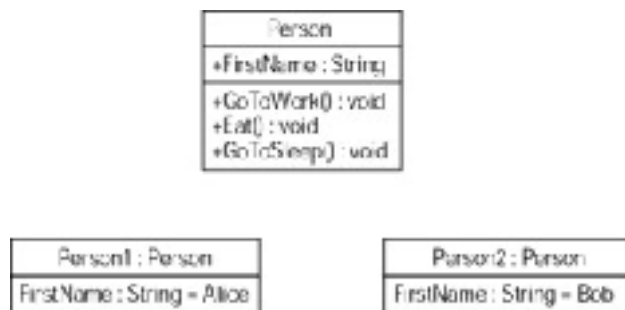 Person
+FirstName : String
+GoToWork() : void
+Eat() : void
+GoToSleep() : void
Person1 : Person
Person2 : Person
FirstName : String = Alice
FirstName : String = Bob